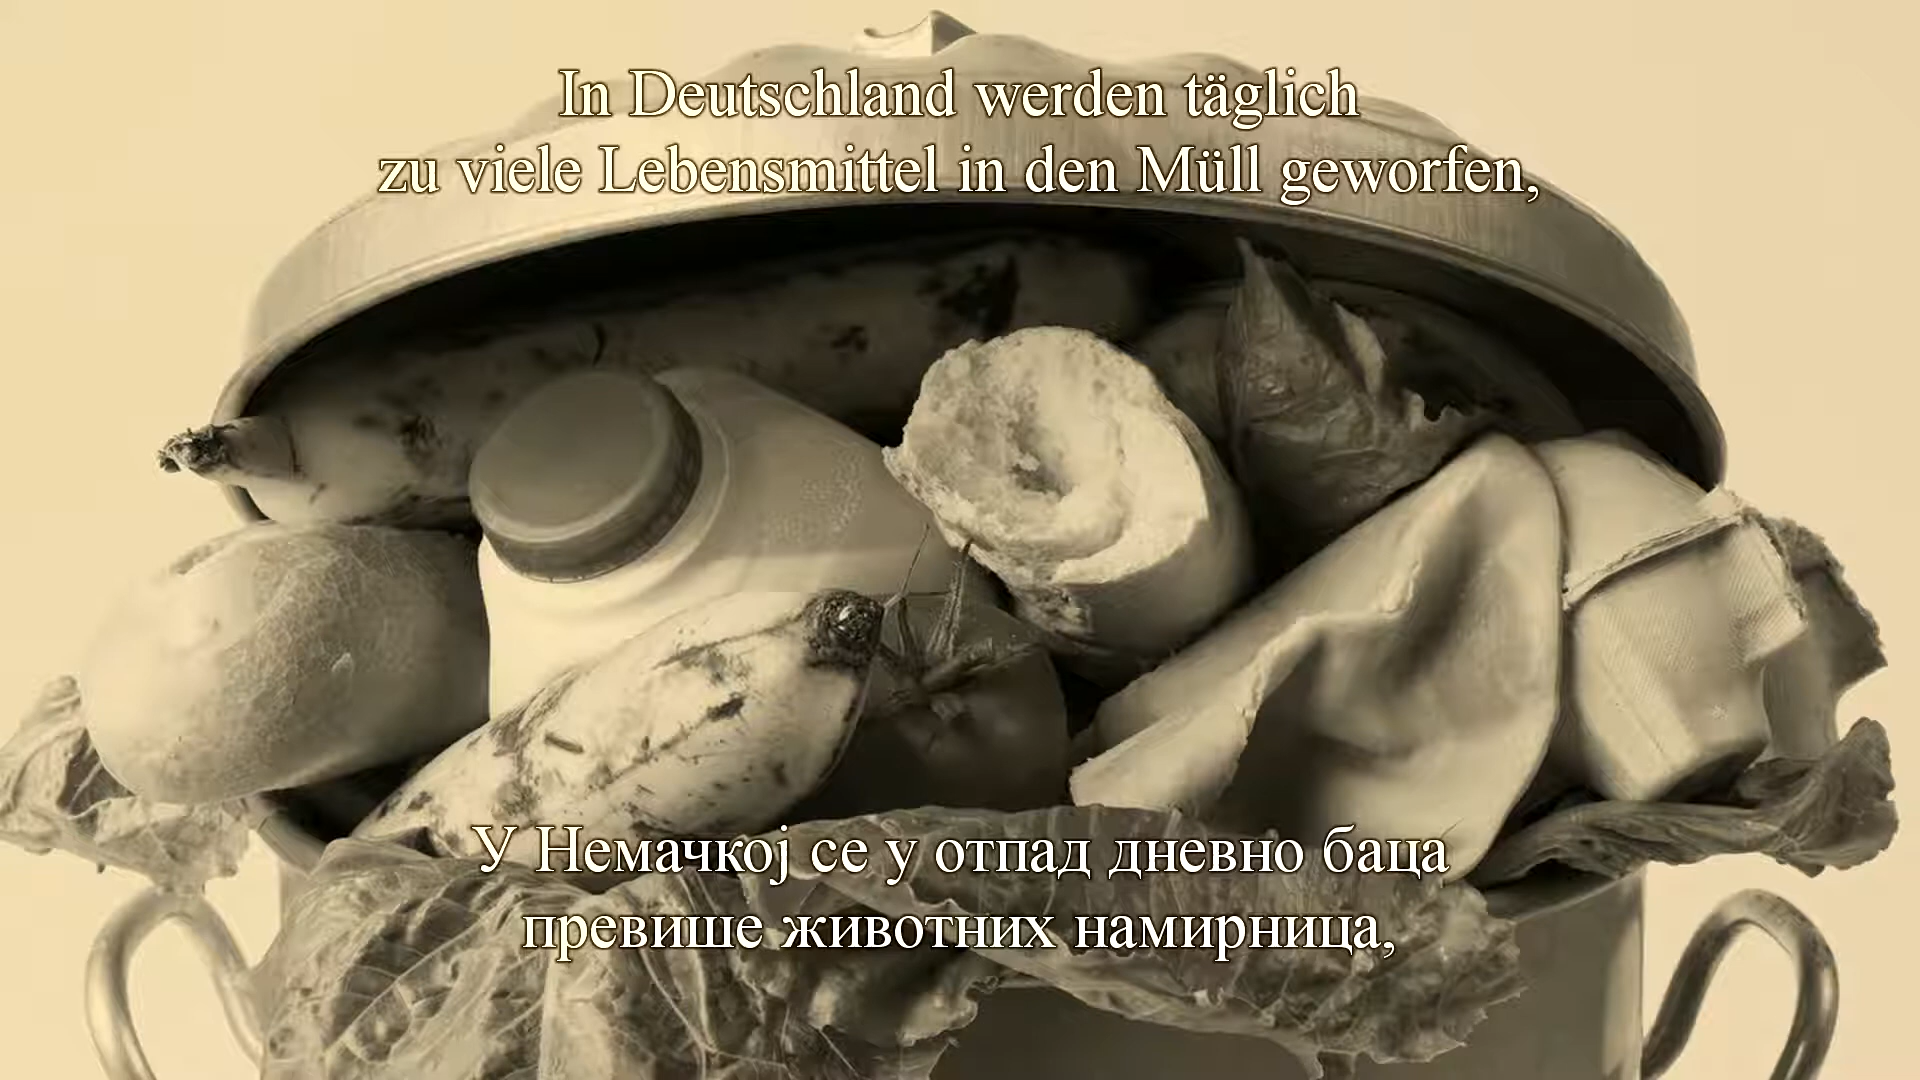 In Deutschland werden täglich
zu viele Lebensmittel in den Müll geworfen,
У Немачкој се у отпад дневно баца
превише животних намирница,